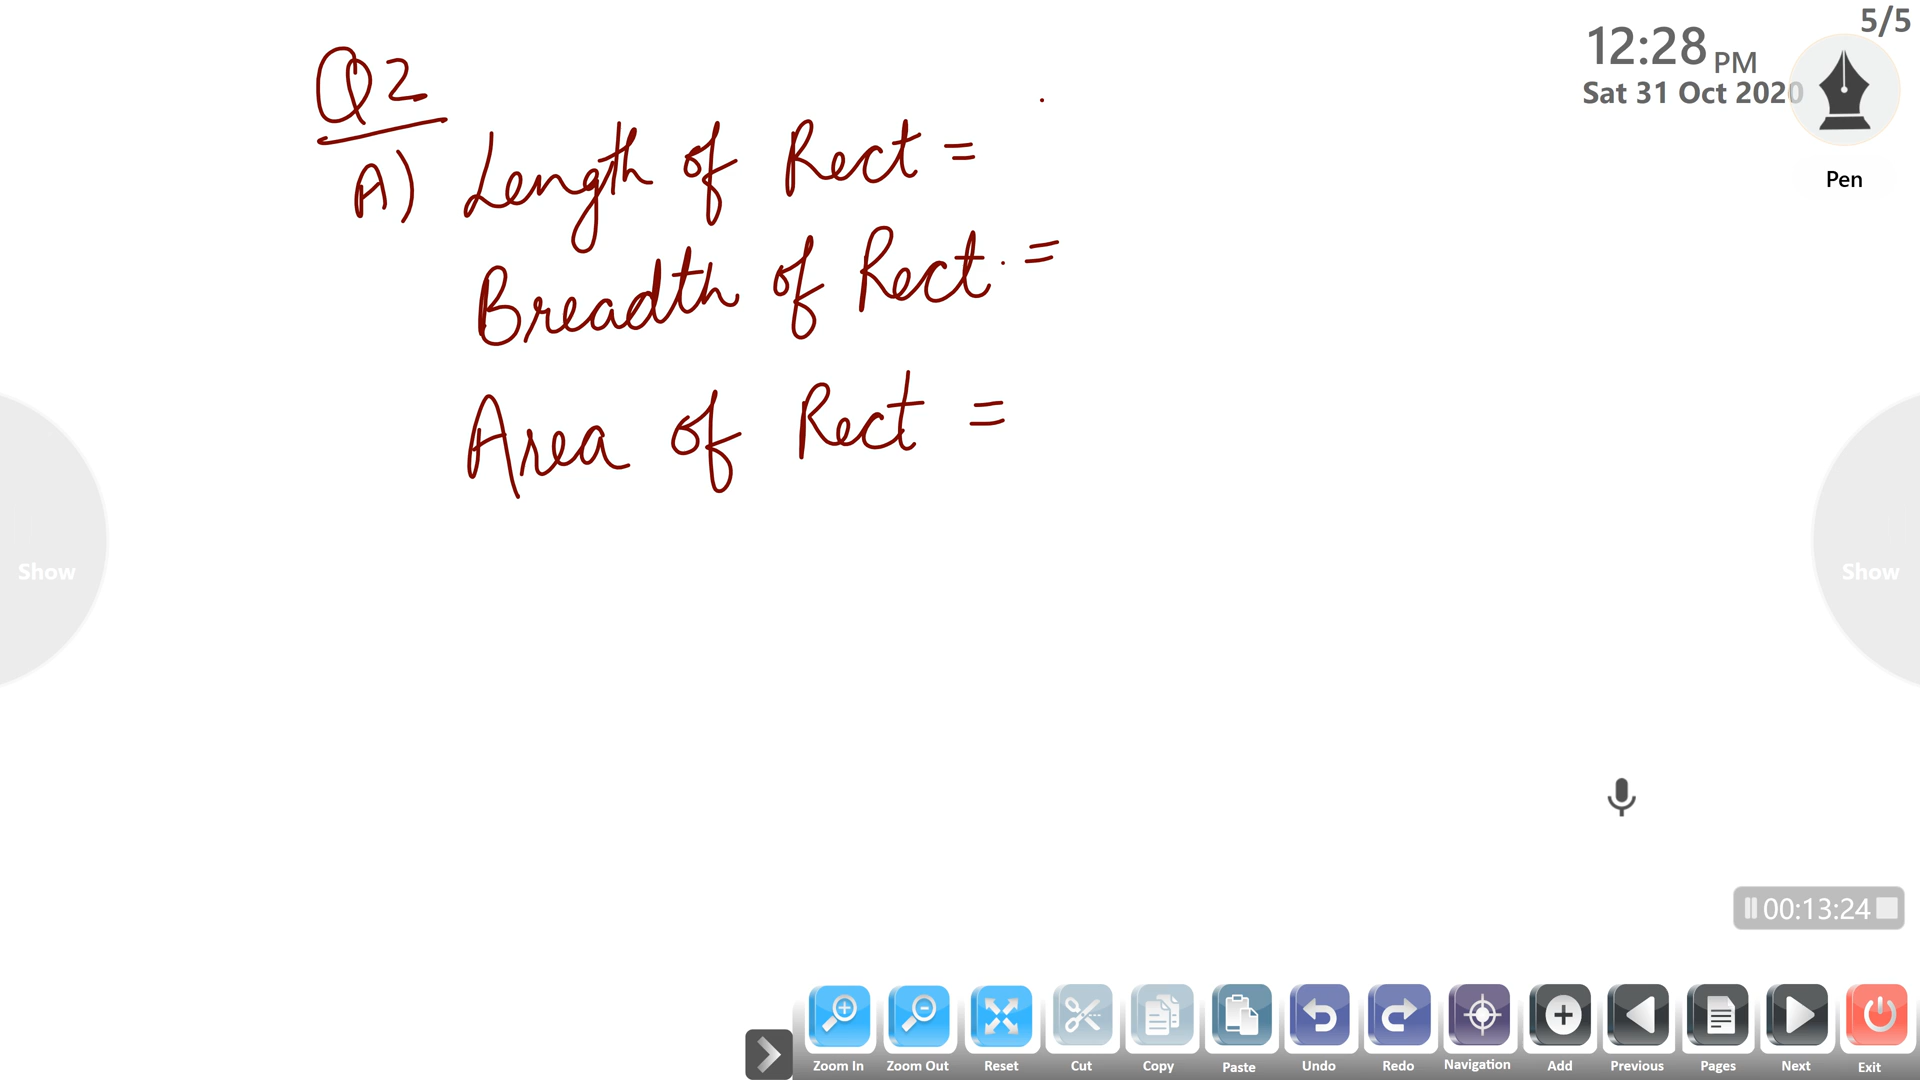 5/5
12:28 PM
Sat 31 Oct 2020
Pen
Q2
A) Length of Rect =
Breadth of Rect. =
Area of Rect =
Show
Show
00:13:24
Zoom In Zoom Out Reset Cut Copy Paste Undo Redo Navigation Add Previous Pages Next Exit